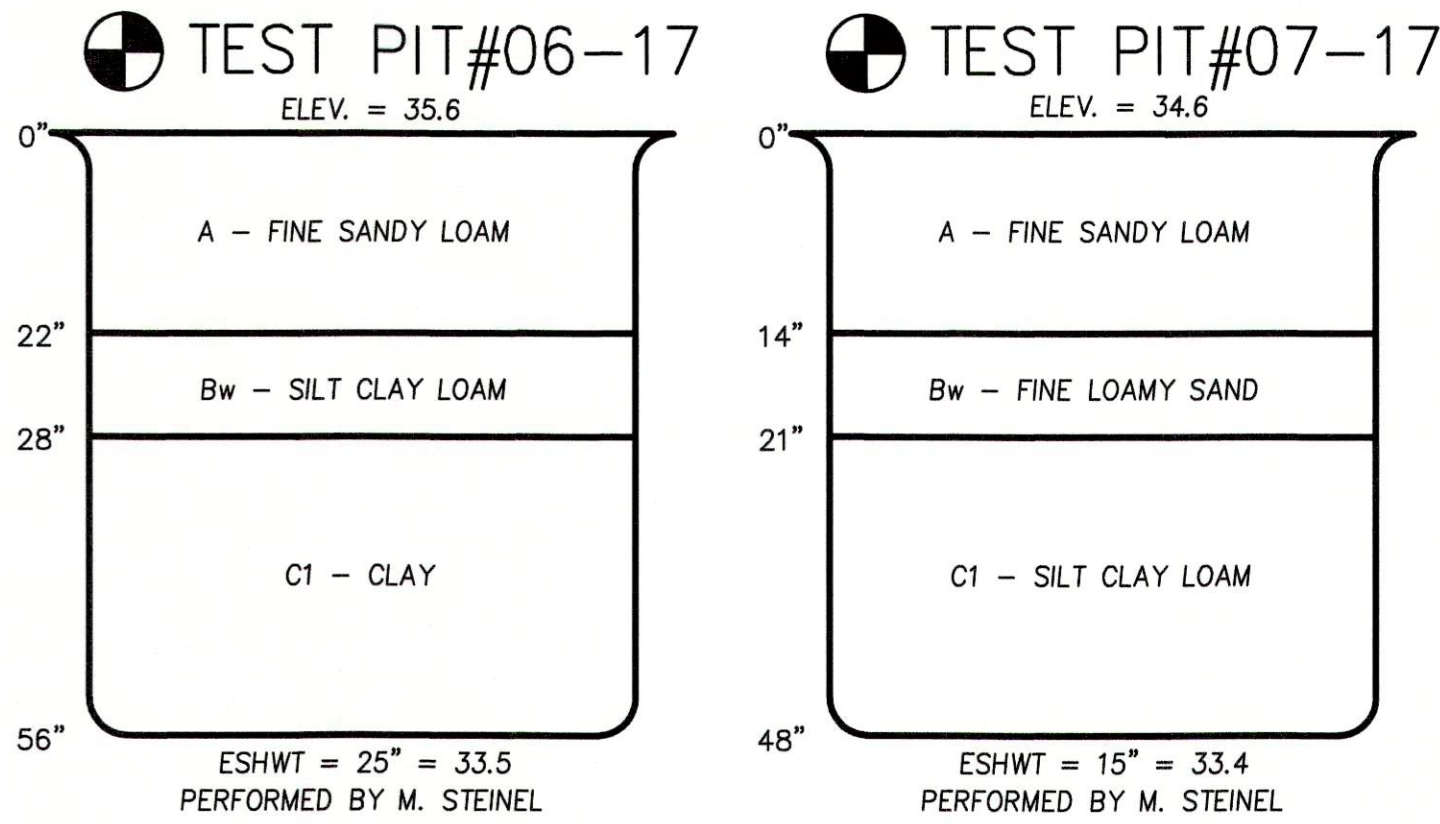 TEST PIT#06-17
ELEV. = 35.6
0"
A - FINE SANDY LOAM
22"
Bw - SILT CLAY LOAM
28"
C1 - CLAY
56"
ESHWT = 25" = 33.5
PERFORMED BY M. STEINEL
TEST PIT#07-17
ELEV. = 34.6
0"
A - FINE SANDY LOAM
14"
Bw - FINE LOAMY SAND
21"
C1 - SILT CLAY LOAM
48"
ESHWT = 15" = 33.4
PERFORMED BY M. STEINEL